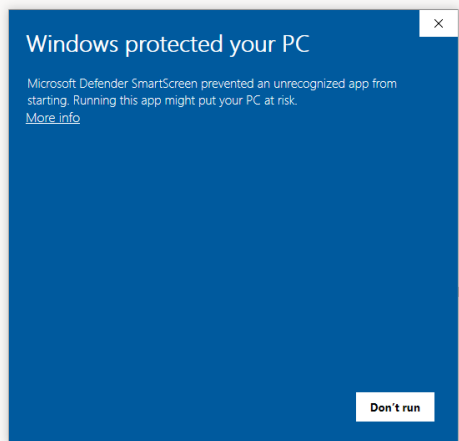 Windows protected your PC
Microsoft Defender SmartScreen prevented an unrecognized app from
starting. Running this app might put your PC at risk.
More info
Don't run